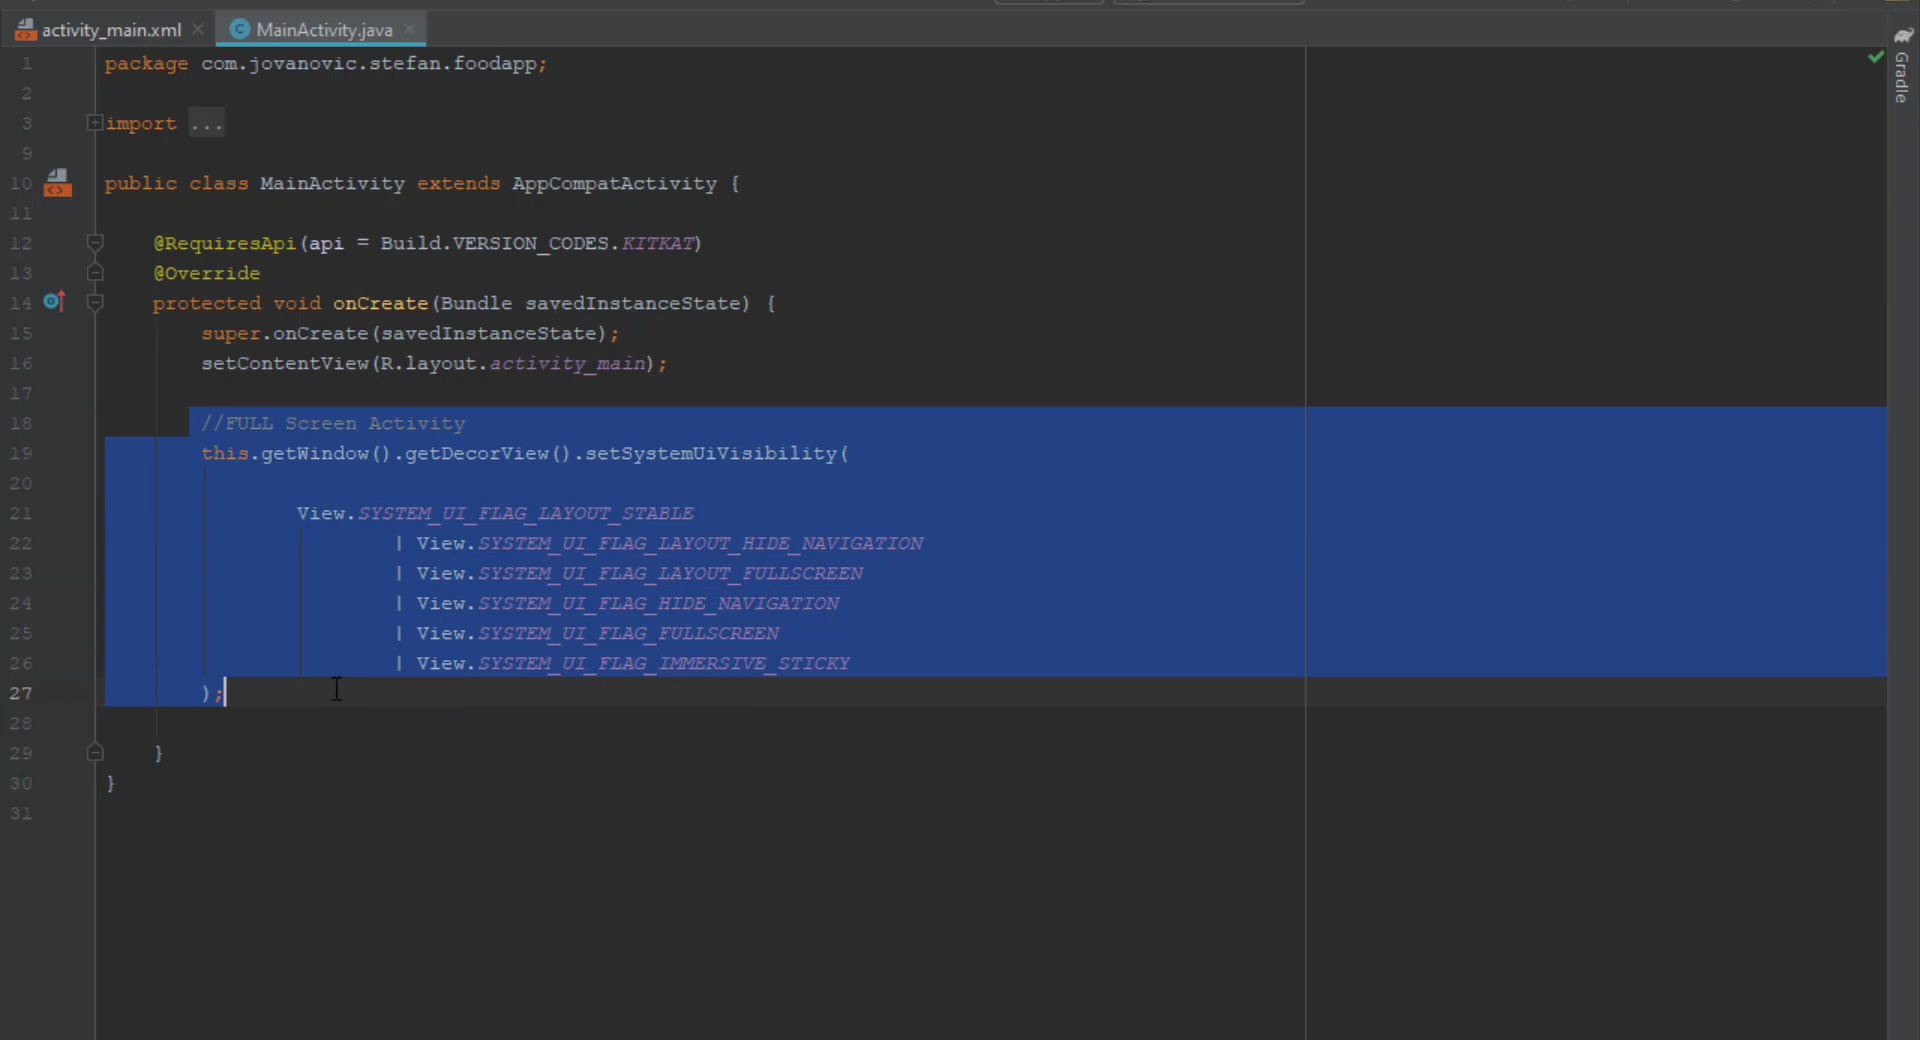 activity_main.xml
MainActivity.java
Gradle
1 package com.jovanovic.stefan.foodapp;
2
3 import ...
9
10 public class MainActivity extends AppCompatActivity {
11
12 @RequiresApi(api = Build.VERSION_CODES.KITKAT)
13 @Override
14 protected void onCreate(Bundle savedInstanceState) {
15 super.onCreate(savedInstanceState);
16 setContentView(R.layout.activity_main);
17
18 //FULL Screen Activity
19 this.getWindow().getDecorView().setSystemUiVisibility(
20
21 View.SYSTEM_UI_FLAG_LAYOUT_STABLE
22 | View.SYSTEM_UI_FLAG_LAYOUT_HIDE_NAVIGATION
23 | View.SYSTEM_UI_FLAG_LAYOUT_FULLSCREEN
24 | View.SYSTEM_UI_FLAG_HIDE_NAVIGATION
25 | View.SYSTEM_UI_FLAG_FULLSCREEN
26 | View.SYSTEM_UI_FLAG_IMMERSIVE_STICKY
27 );
28
29 }
30 }
31